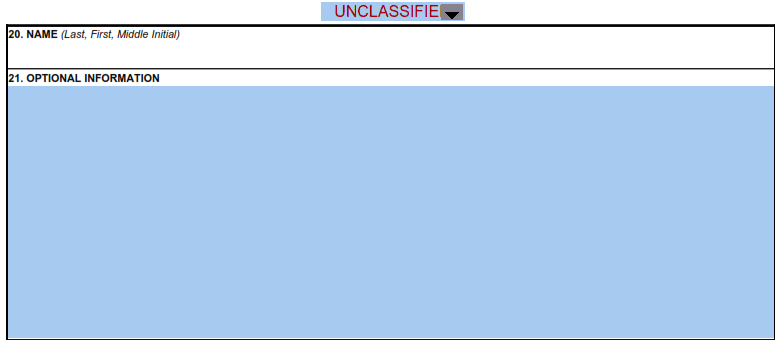 UNCLASSIFIE
20. NAME (Last, First, Middle Initial)
21. OPTIONAL INFORMATION